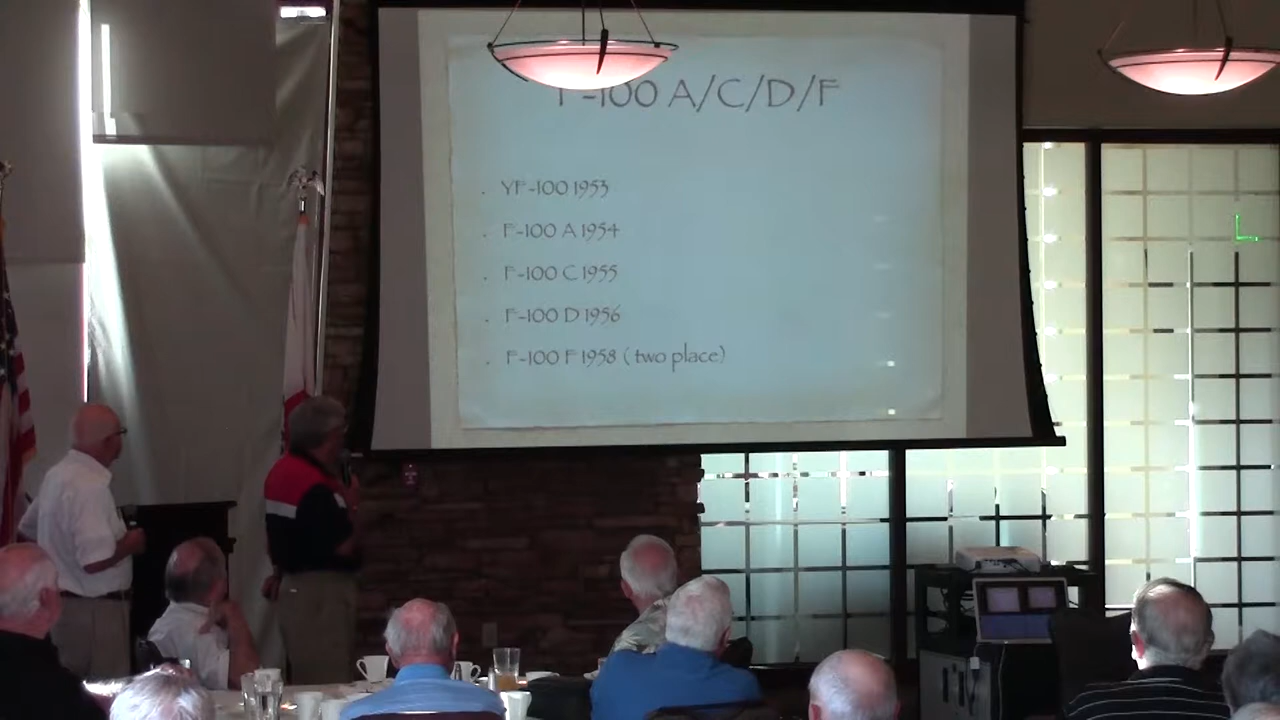 F-100 A/C/D/F
. YF-100 1953
. F-100 A 1954
. F-100 C 1955
. F-100 D 1956
. F-100 F 1958 ( two place)